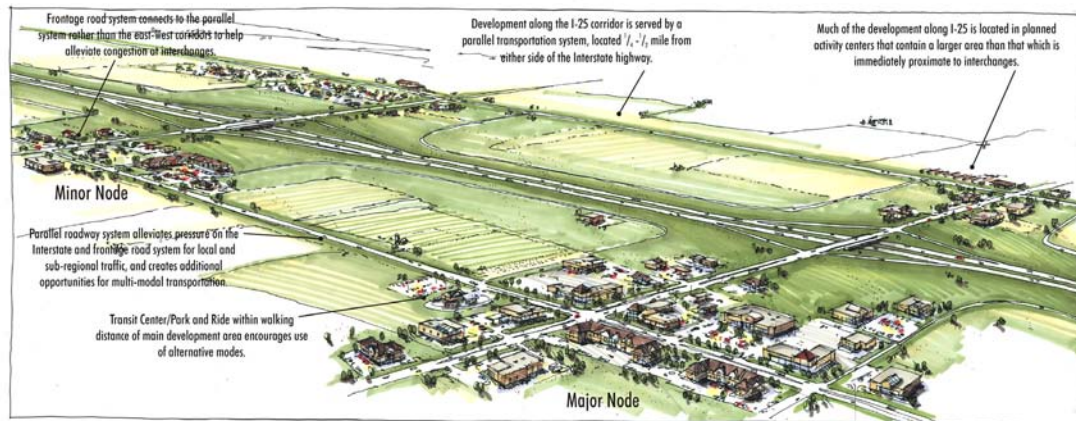 Frontage road system connects to the parallel
system rather than the east-west corridors to help
alleviate congestion at interchanges.
Development along the I-25 corridor is served by a
parallel transportation system, located 1/4 - 1/2 mile from
either side of the Interstate highway.
Much of the development along I-25 is located in planned
activity centers that contain a larger area than that which is
immediately proximate to interchanges.
Minor Node
Parallel roadway system alleviates pressure on the
Interstate and frontage road system for local and
sub-regional traffic, and creates additional
opportunities for multi-modal transportation.
Transit Center/Park and Ride within walking
distance of main development area encourages use
of alternative modes.
Major Node